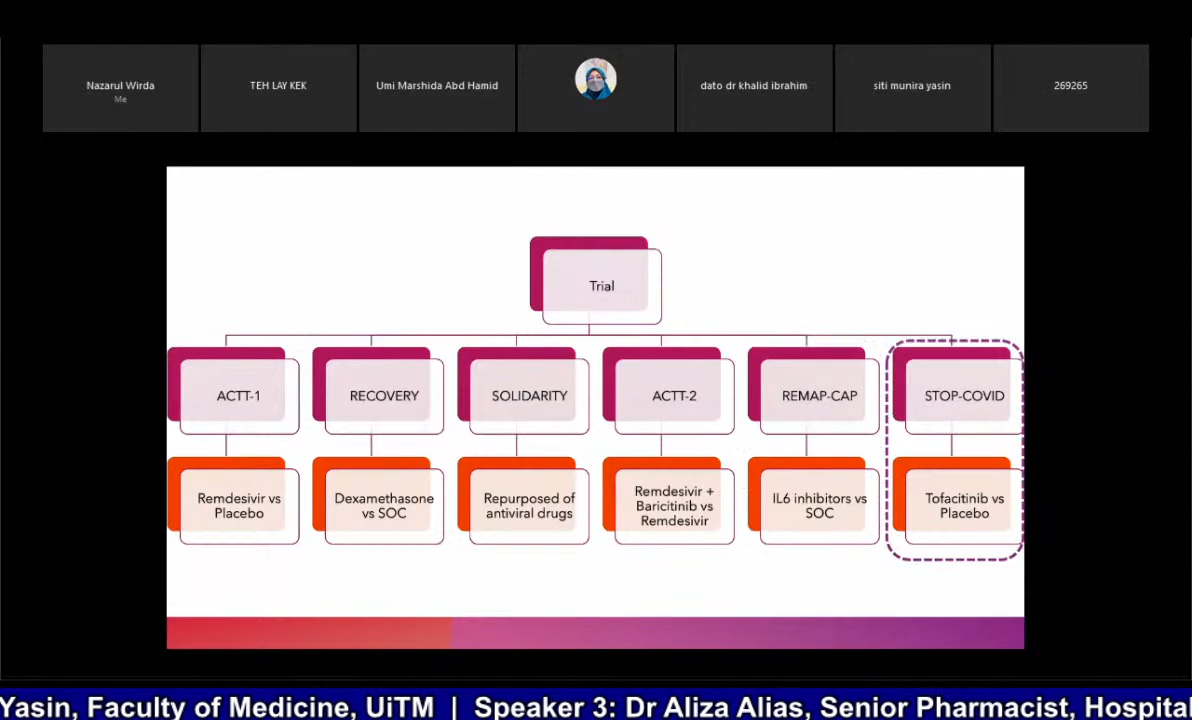 Nazarul Wirda
Me
TEH LAY KEK
Umi Marshida Abd Hamid
dato dr khalid ibrahim
siti munira yasin
269265
Trial
ACTT-1
RECOVERY
SOLIDARITY
ACTT-2
REMAP-CAP
STOP-COVID
Remdesivir vs
Placebo
Dexamethasone
vs SOC
Repurposed of
antiviral drugs
Remdesivir +
Baricitinib vs
Remdesivir
IL6 inhibitors vs
SOC
Tofacitinib vs
Placebo
Yasin, Faculty of Medicine, UiTM | Speaker 3: Dr Aliza Alias, Senior Pharmacist, Hospital